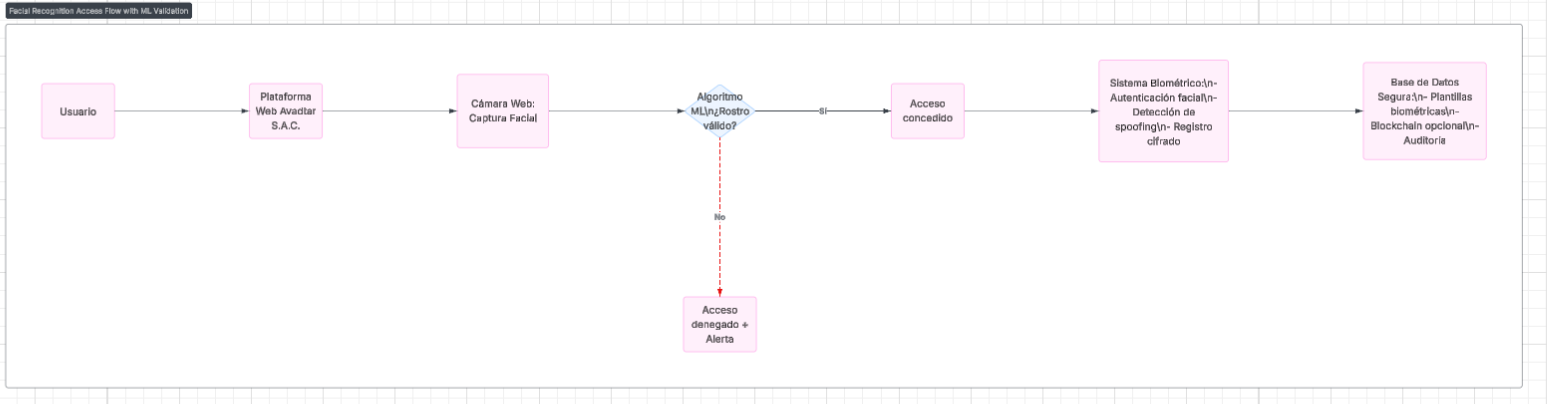 Facial Recognition Access Flow with ML Validation
Usuario
Plataforma
Web Avadtar
S.A.C.
Cámara Web:
Captura Facial
Algoritmo
ML\n¿Rostro
válido?
Sí
Acceso
concedido
Sistema Biométrico:\n-
Autenticación facial\n-
Detección de
spoofing\n- Registro
cifrado
Base de Datos
Segura:\n- Plantillas
biométricas\n-
Blockchain opcional\n-
Auditoría
No
Acceso
denegado +
Alerta